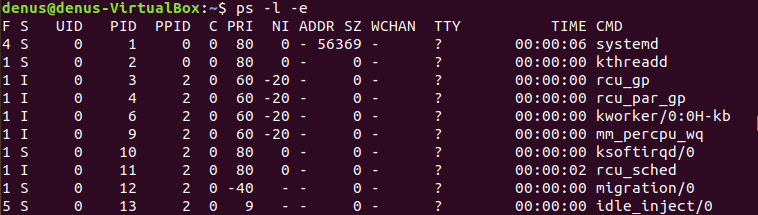 denus@denus-VirtualBox:~$ ps -l -e
F S   UID   PID  PPID  C PRI  NI ADDR SZ WCHAN  TTY          TIME CMD
4 S     0     1     0  0  80   0 - 56369 -      ?        00:00:06 systemd
1 S     0     2     0  0  80   0 -     0 -      ?        00:00:00 kthreadd
1 I     0     3     2  0  60 -20 -     0 -      ?        00:00:00 rcu_gp
1 I     0     4     2  0  60 -20 -     0 -      ?        00:00:00 rcu_par_gp
1 I     0     6     2  0  60 -20 -     0 -      ?        00:00:00 kworker/0:0H-kb
1 I     0     9     2  0  60 -20 -     0 -      ?        00:00:00 mm_percpu_wq
1 S     0    10     2  0  80   0 -     0 -      ?        00:00:00 ksoftirqd/0
1 I     0    11     2  0  80   0 -     0 -      ?        00:00:02 rcu_sched
1 S     0    12     2  0 -40   - -     0 -      ?        00:00:00 migration/0
5 S     0    13     2  0   9   - -     0 -      ?        00:00:00 idle_inject/0